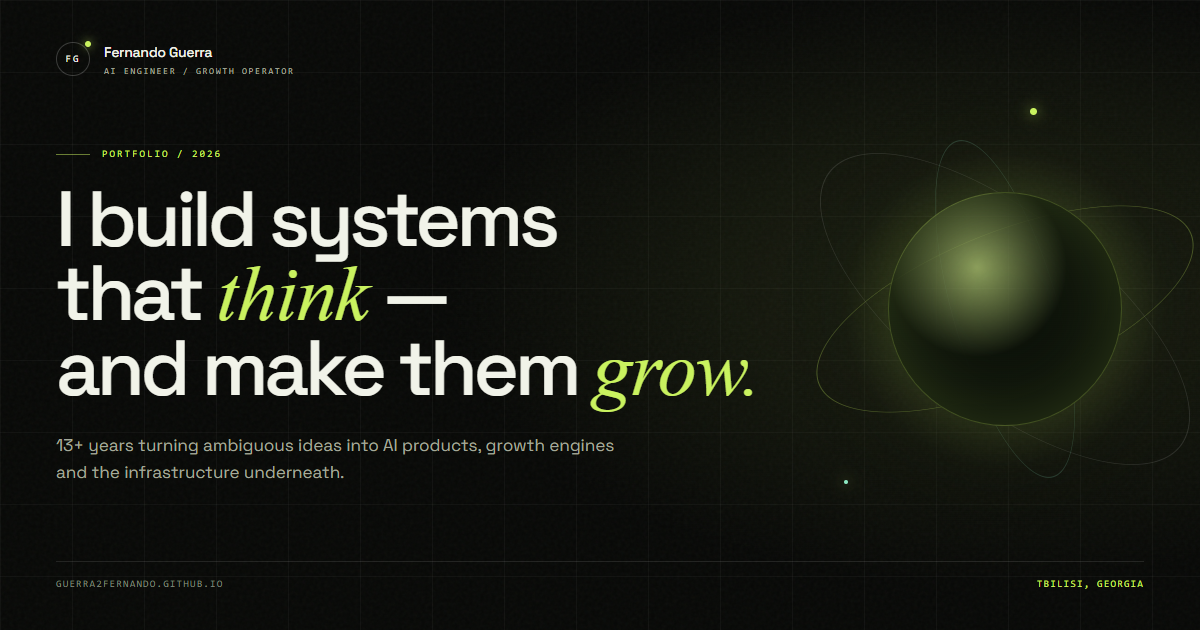 FG
Fernando Guerra
AI ENGINEER / GROWTH OPERATOR
PORTFOLIO / 2026
I build systems
that think —
and make them grow.
13+ years turning ambiguous ideas into AI products, growth engines
and the infrastructure underneath.
GUERRA2FERNANDO.GITHUB.IO
TBILISI, GEORGIA